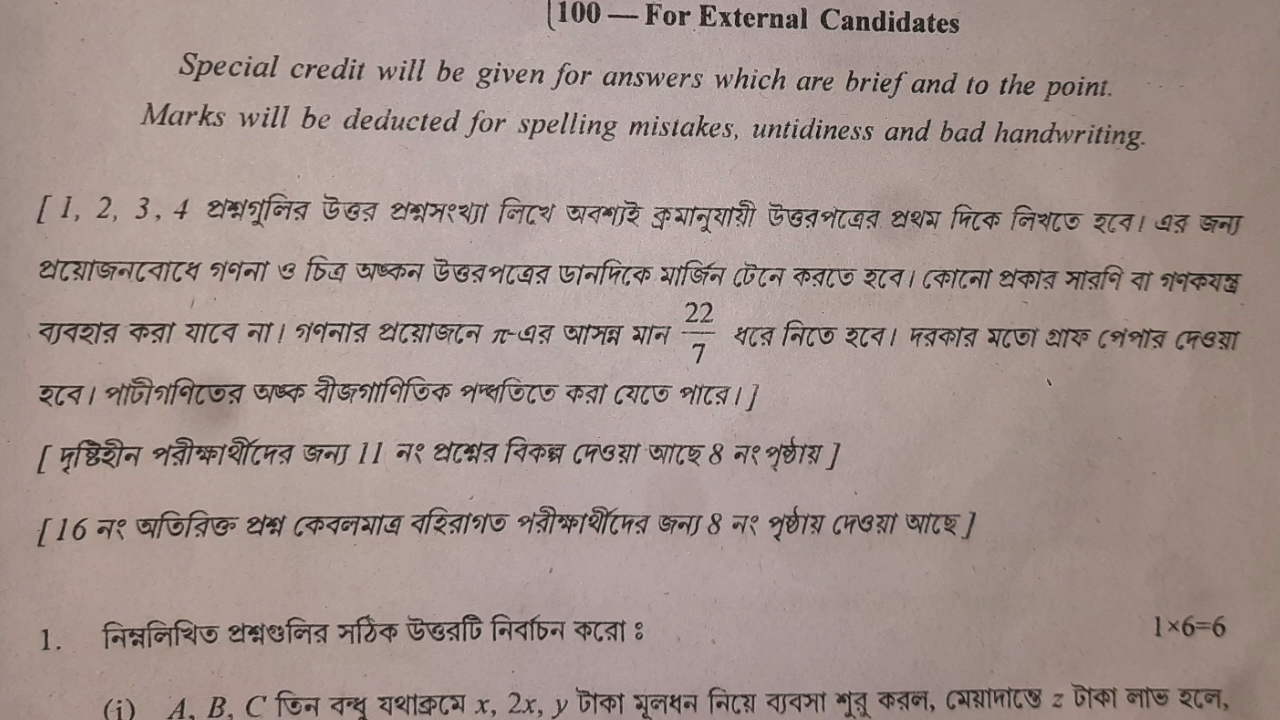 100 — For External Candidates
Special credit will be given for answers which are brief and to the point.
Marks will be deducted for spelling mistakes, untidiness and bad handwriting.
[ 1, 2, 3, 4 প্রশ্নগুলির উত্তর প্রশ্নসংখ্যা লিখে অবশ্যই ক্রমানুযায়ী উত্তরপত্রের প্রথম দিকে লিখতে হবে। এর জন্য
প্রয়োজনবোধে গণনা ও চিত্র অঙ্কন উত্তরপত্রের ডানদিকে মার্জিন টেনে করতে হবে। কোনো প্রকার সারণি বা গণকযন্ত্র
ব্যবহার করা যাবে না। গণনার প্রয়োজনে π-এর আসন্ন মান 22/7 ধরে নিতে হবে। দরকার মতো গ্রাফ পেপার দেওয়া
হবে। পাটীগণিতের অঙ্ক বীজগাণিতিক পদ্ধতিতে করা যেতে পারে। ]
[ দৃষ্টিহীন পরীক্ষার্থীদের জন্য 11 নং প্রশ্নের বিকল্প দেওয়া আছে 8 নং পৃষ্ঠায় ]
[ 16 নং অতিরিক্ত প্রশ্ন কেবলমাত্র বহিরাগত পরীক্ষার্থীদের জন্য 8 নং পৃষ্ঠায় দেওয়া আছে ]
1. নিম্নলিখিত প্রশ্নগুলির সঠিক উত্তরটি নির্বাচন করো ঃ 1×6=6
(i) A, B, C তিন বন্ধু যথাক্রমে x, 2x, y টাকা মূলধন নিয়ে ব্যবসা শুরু করল, মেয়াদান্তে z টাকা লাভ হলে,